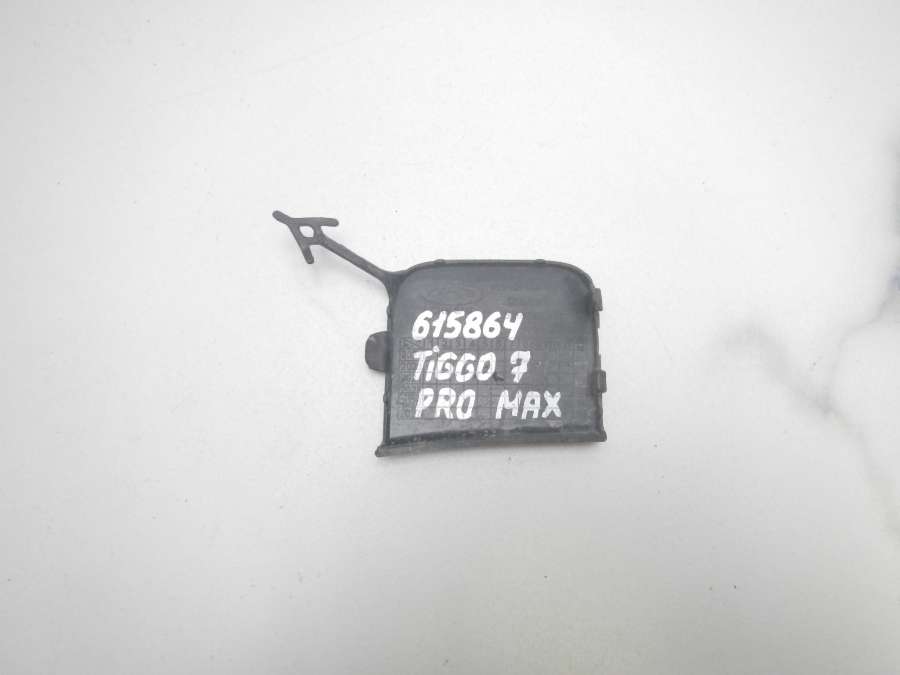 615864
TiGGO 7
PRO MAX